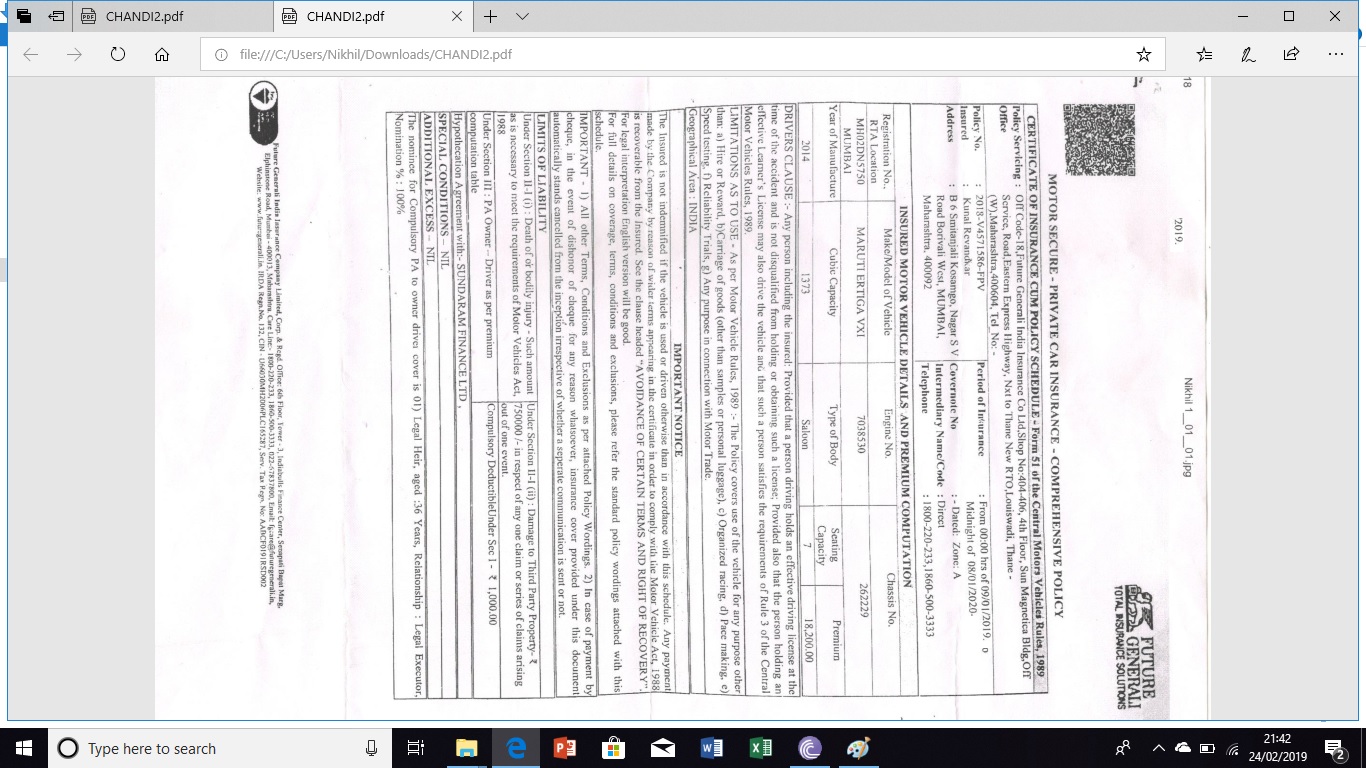 CHANDI2.pdf
CHANDI2.pdf
file:///C:/Users/Nikhil/Downloads/CHANDI2.pdf
18
2019.
Nikhil 1__01__01.jpg
FUTURE
GENERALI
TOTAL INSURANCE SOLUTIONS
MOTOR SECURE - PRIVATE CAR INSURANCE - COMPREHENSIVE POLICY
CERTIFICATE OF INSURANCE CUM POLICY SCHEDULE - Form 51 of the Central Motors Vehicles Rules, 1989
Policy Servicing : Off Code-18,Future Generali India Insurance Co Ltd,Shop No-404-406, 4th Floor, Sun Magnetica Bldg,Off
Office Service, Road,Eastern Express Highway, Nxt to Thane New RTO,Louiswadi, Thane -
(W),Maharashtra,400604, Tel No: -
Policy No. : 2018-V4571586-FPV Period of Insurance : From 00:00 hrs of 09/01/2019.
Insured : Kunal Revandkar Midnight of 08/01/2020-
Address : B 6 Smitanjali Kosamgo, Nagar S V Covernote No : - Dated: Zone: A
Road Borivali West, MUMBAI, Intermediary Name/Code : Direct
Maharashtra, 400092 Telephone : 1800-220-233,1860-500-3333
INSURED MOTOR VEHICLE DETAILS AND PREMIUM COMPUTATION
Registration No., Make/Model of Vehicle Engine No. Chassis No.
RTA Location
MH02DN5750 MARUTI ERTIGA VXI 7038530 262229
MUMBAI
Year of Manufacture Cubic Capacity Type of Body Seating Premium
Capacity
2014 1373 Saloon 7 18,200.00
DRIVERS CLAUSE :- Any person including the insured: Provided that a person driving holds an effective driving license at the
time of the accident and is not disqualified from holding or obtaining such a license; Provided also that the person holding an
effective Learner's License may also drive the vehicle and that such a person satisfies the requirements of Rule 3 of the Central
Motor Vehicles Rules, 1989.
LIMITATIONS AS TO USE - As per Motor Vehicle Rules, 1989 :- The Policy covers use of the vehicle for any purpose other
than: a) Hire or Reward, b)Carriage of goods (other than samples or personal luggage), c) Organized racing, d) Pace making, e)
Speed testing, f) Reliability Trials, g) Any purpose in connection with Motor Trade.
Geographical Area : INDIA
IMPORTANT NOTICE
The Insured is not indemnified if the vehicle is used or driven otherwise than in accordance with this schedule. Any payment
made by the Company by reason of wider terms appearing in the certificate in order to comply with the Motor Vehicle Act, 1988
is recoverable from the Insured. See the clause headed "AVOIDANCE OF CERTAIN TERMS AND RIGHT OF RECOVERY".
For legal interpretation English version will be good.
For full details on coverage, terms, conditions and exclusions, please refer the standard policy wordings attached with this
schedule.
IMPORTANT - 1) All other Terms, Conditions and Exclusions as per attached Policy Wordings. 2) In case of payment by
cheque, in the event of dishonor of cheque for any reason whatsoever, insurance cover provided under this document
automatically stands cancelled from the inception irrespective of whether a seperate communication is sent or not.
LIMITS OF LIABILITY
Under Section II-I (i) : Death of or bodily injury - Such amount Under Section II-I (ii) : Damage to Third Party Property- ₹
as is necessary to meet the requirements of Motor Vehicles Act, 750000 /- in respect of any one claim or series of claims arising
1988 out of one event.
Under Section III : PA Owner – Driver as per premium Compulsory DeductibleUnder Sec I - ₹ 1,000.00
computation table
Hypothecation Agreement with:- SUNDARAM FINANCE LTD ,
SPECIAL CONDITIONS – NIL
ADDITIONAL EXCESS – NIL
The nominee for Compulsory PA to owner driver cover is 01) Legal Heir, aged :36 Years, Relationship : Legal Executor,
Nomination % : 100%
Future Generali India Insurance Company Limited, Corp. & Regd. Office: 6th Floor, Tower - 3, Indiabulls Finance Center, Senapati Bapat Marg,
Elphinstone Road, Mumbai - 400013, Maharashtra, Care Line:- 1800-220-233, 1860-500-3333, 022-67837800, Email: fgcare@futuregenerali.in,
Website: www.futuregenerali.in. IRDA Regn.No. 132, CIN - U66030MH2006PLC165287, Serv. Tax Regn. No: AABCF0191RSD002
Type here to search
21:42
24/02/2019
2